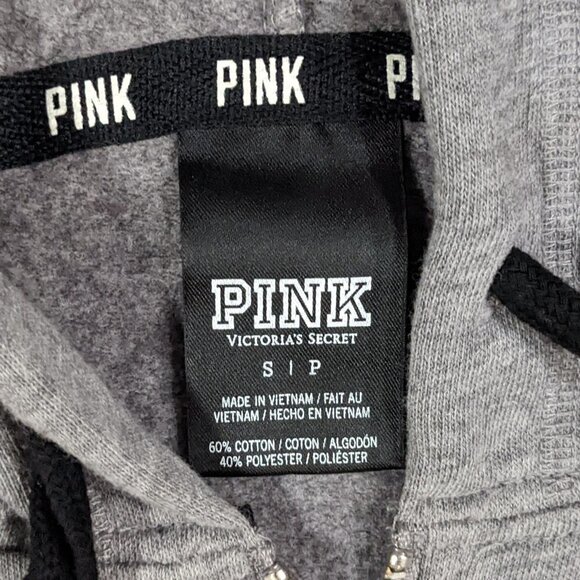 PINK PINK PI
PINK
VICTORIA'S SECRET
S | P
MADE IN VIETNAM / FAIT AU
VIETNAM / HECHO EN VIETNAM
60% COTTON / COTON / ALGODÓN
40% POLYESTER / POLIÉSTER